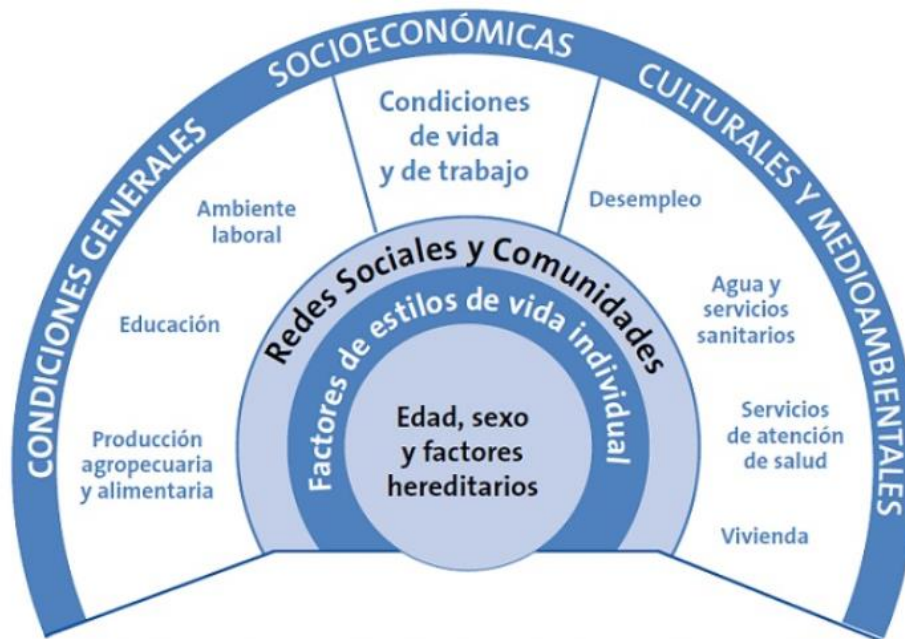 CONDICIONES GENERALES SOCIOECONÓMICAS CULTURALES Y MEDIOAMBIENTALES
Condiciones
de vida
y de trabajo
Ambiente
laboral
Educación
Producción
agropecuaria
y alimentaria
Desempleo
Agua y
servicios
sanitarios
Servicios
de atención
de salud
Vivienda
Redes Sociales y Comunidades
Factores de estilos de vida individual
Edad, sexo
y factores
hereditarios